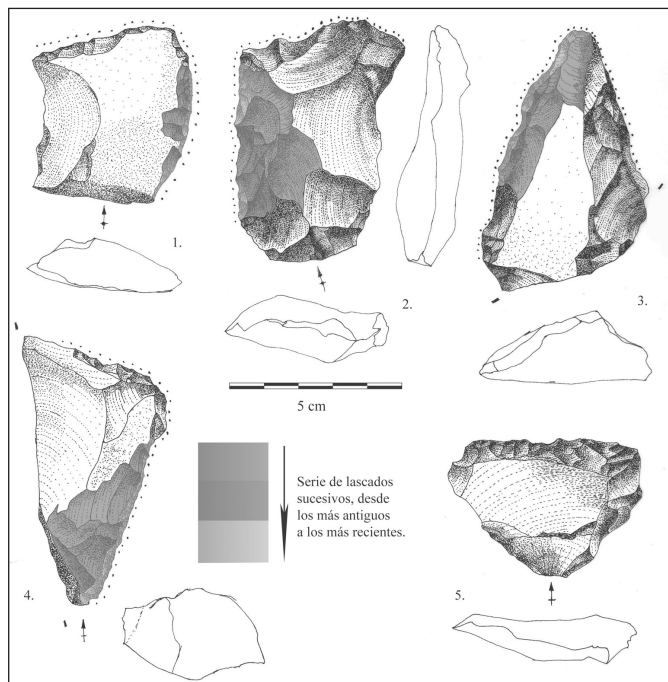 1.
2.
3.
5 cm
Serie de lascados
sucesivos, desde
los más antiguos
a los más recientes.
4.
5.